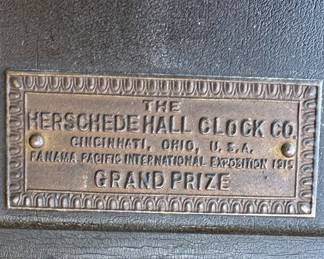 THE
HERSCHEDE HALL CLOCK CO.
CINCINNATI, OHIO, U.S.A.
PANAMA PACIFIC INTERNATIONAL EXPOSITION 1915
GRAND PRIZE